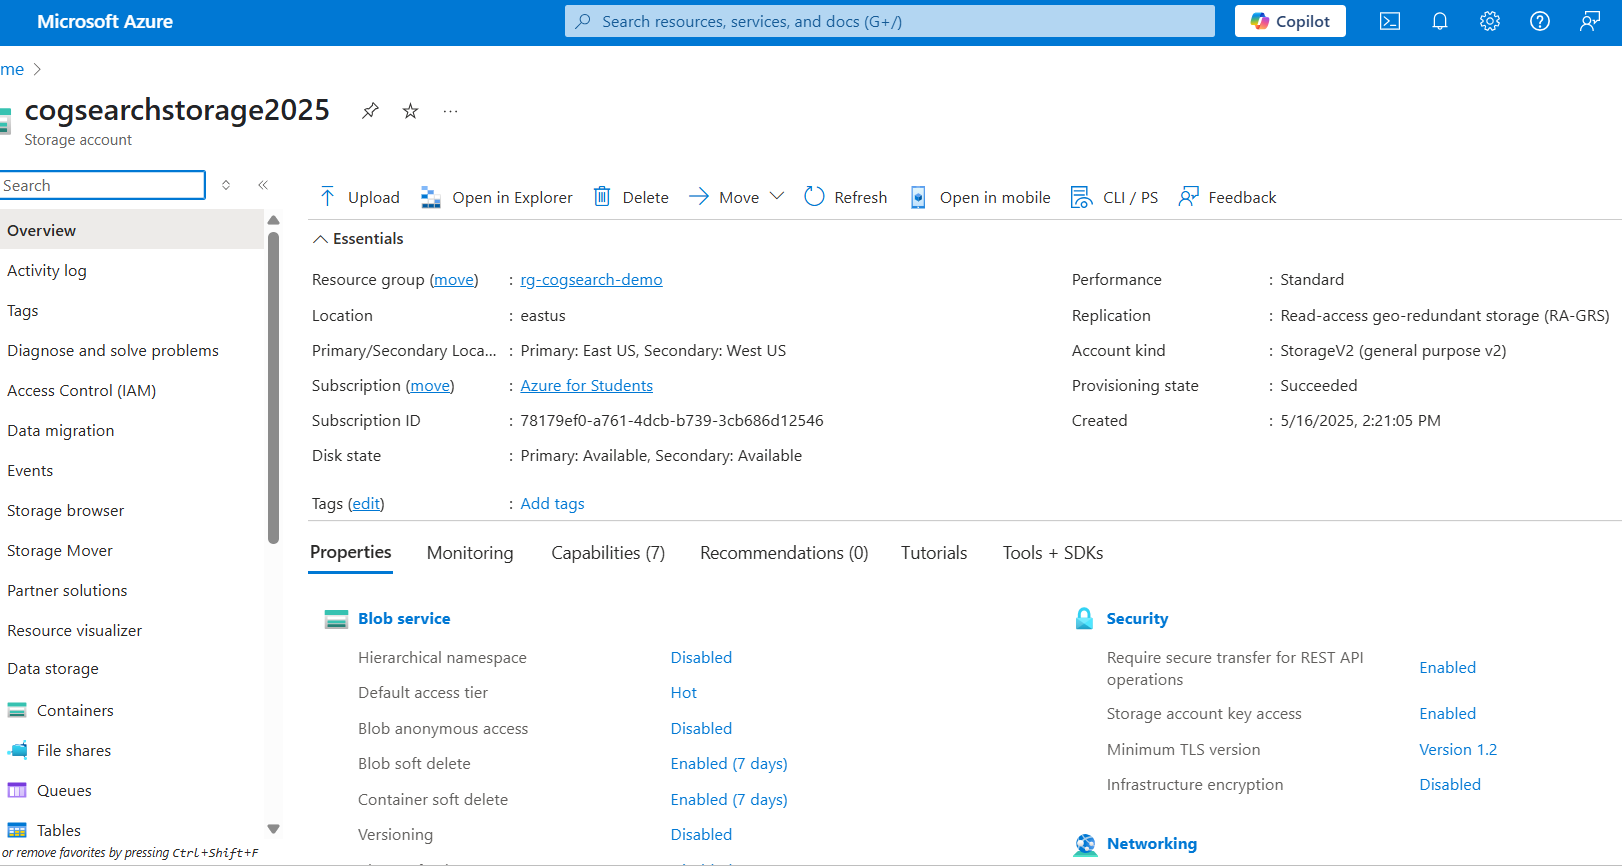 Microsoft Azure
Search resources, services, and docs (G+/)
Copilot
me
cogsearchstorage2025
Storage account
Search
Overview
Activity log
Tags
Diagnose and solve problems
Access Control (IAM)
Data migration
Events
Storage browser
Storage Mover
Partner solutions
Resource visualizer
Data storage
Containers
File shares
Queues
Tables
or remove favorites by pressing Ctrl+Shift+F
Upload Open in Explorer Delete Move Refresh Open in mobile CLI / PS Feedback
Essentials
Resource group (move) : rg-cogsearch-demo
Location : eastus
Primary/Secondary Loca... : Primary: East US, Secondary: West US
Subscription (move) : Azure for Students
Subscription ID : 78179ef0-a761-4dcb-b739-3cb686d12546
Disk state : Primary: Available, Secondary: Available
Tags (edit) : Add tags
Performance : Standard
Replication : Read-access geo-redundant storage (RA-GRS)
Account kind : StorageV2 (general purpose v2)
Provisioning state : Succeeded
Created : 5/16/2025, 2:21:05 PM
Properties Monitoring Capabilities (7) Recommendations (0) Tutorials Tools + SDKs
Blob service
Hierarchical namespace Disabled
Default access tier Hot
Blob anonymous access Disabled
Blob soft delete Enabled (7 days)
Container soft delete Enabled (7 days)
Versioning Disabled
Security
Require secure transfer for REST API
operations Enabled
Storage account key access Enabled
Minimum TLS version Version 1.2
Infrastructure encryption Disabled
Networking